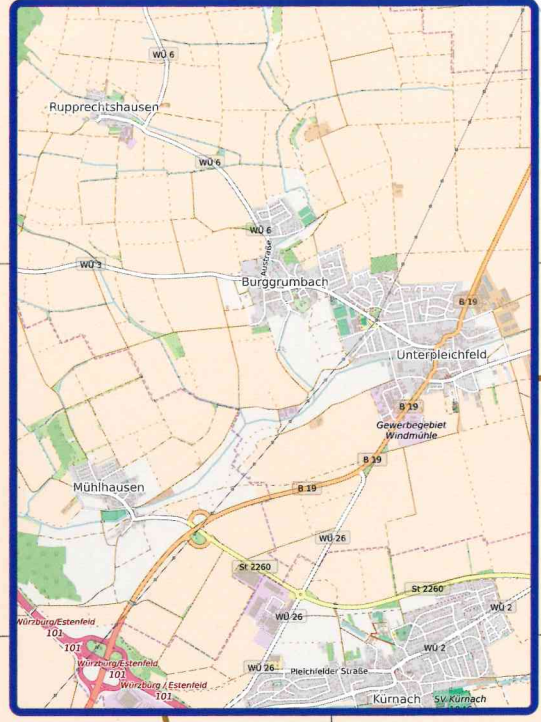 WÜ 6
Rupprechtshausen
WÜ 6
WÜ 6
Austraße
WÜ 3
Burggrumbach
B 19
Unterpleichfeld
B 19
Gewerbegebiet
Windmühle
B 19
Mühlhausen
B 19
WÜ 26
St 2260
St 2260
WÜ 2
Würzburg/Estenfeld
101
WÜ 26
101
WÜ 2
Würzburg/Estenfeld
101
WÜ 26
Pleichfelder Straße
Würzburg / Estenfeld
101
Kürnach
SV Kürnach